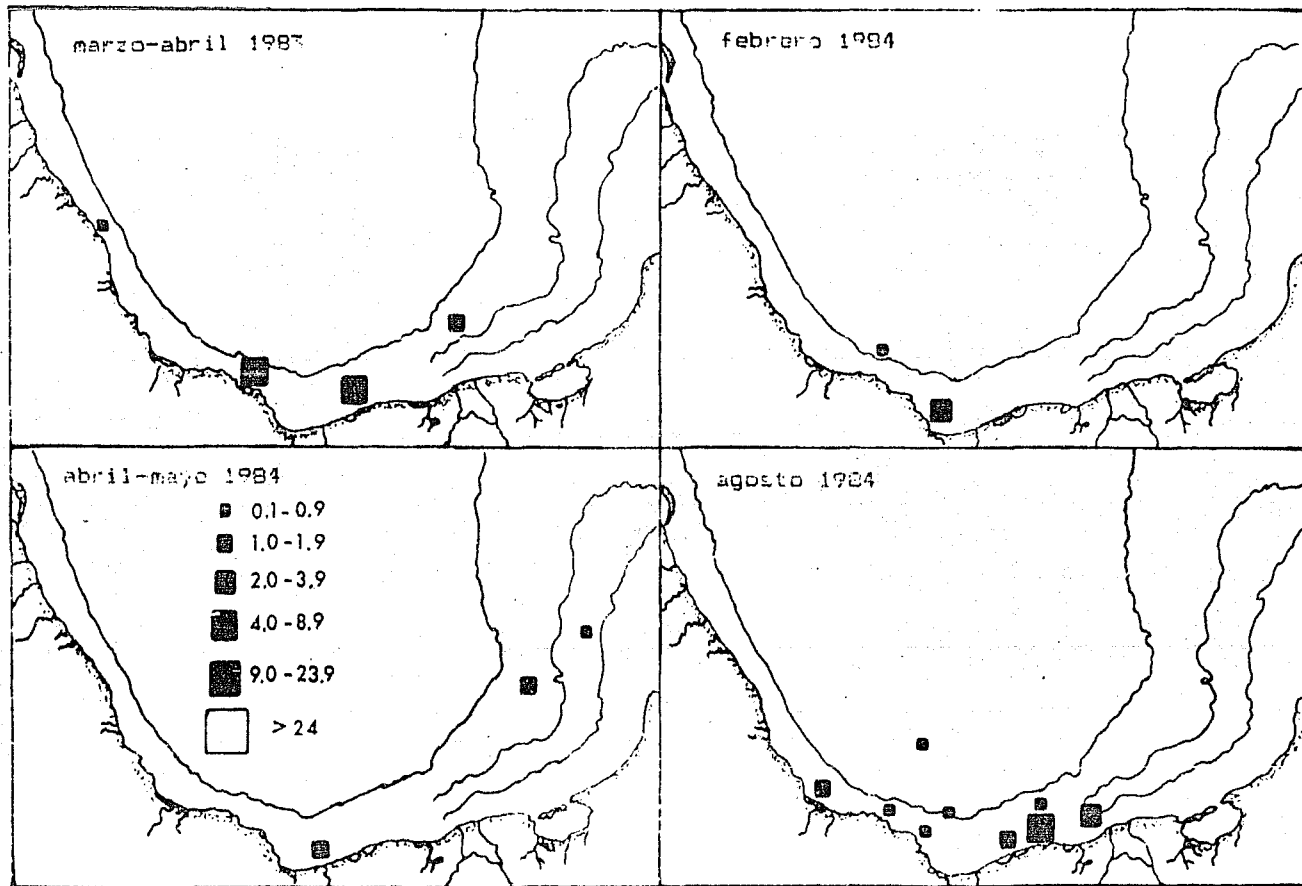 marzo-abril 1983
febrero 1984
abril-mayo 1984
0.1-0.9
1.0-1.9
2.0-3.9
4.0-8.9
9.0-23.9
> 24
agosto 1984